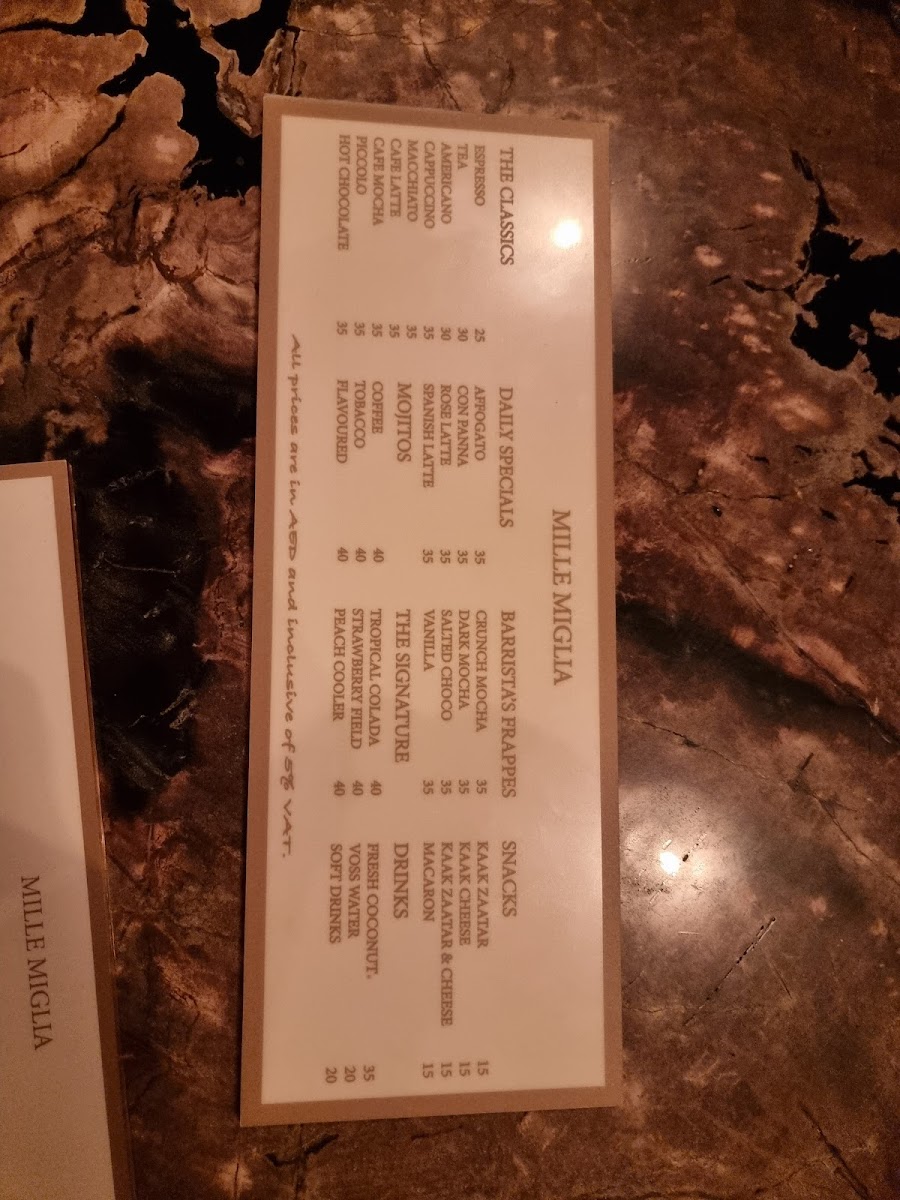 MILLE MIGLIA
THE CLASSICS
ESPRESSO 25
TEA 30
AMERICANO 30
CAPPUCCINO 35
MACCHIATO 35
CAFE LATTE 35
CAFE MOCHA 35
PICCOLO 35
HOT CHOCOLATE 35
DAILY SPECIALS
AFFOGATO 35
CON PANNA 35
ROSE LATTE 35
SPANISH LATTE 35
MOJITOS
COFFEE 40
TOBACCO 40
FLAVOURED 40
BARRISTA'S FRAPPES
CRUNCH MOCHA 35
DARK MOCHA 35
SALTED CHOCO 35
VANILLA 35
THE SIGNATURE
TROPICAL COLADA 40
STRAWBERRY FIELD 40
PEACH COOLER 40
SNACKS
KAAK ZAATAR 15
KAAK CHEESE 15
KAAK ZAATAR & CHEESE 15
MACARON 15
DRINKS
FRESH COCONUT. 35
VOSS WATER 20
SOFT DRINKS 20
All prices are in AED and inclusive of 5% VAT.
MILLE MIGLIA